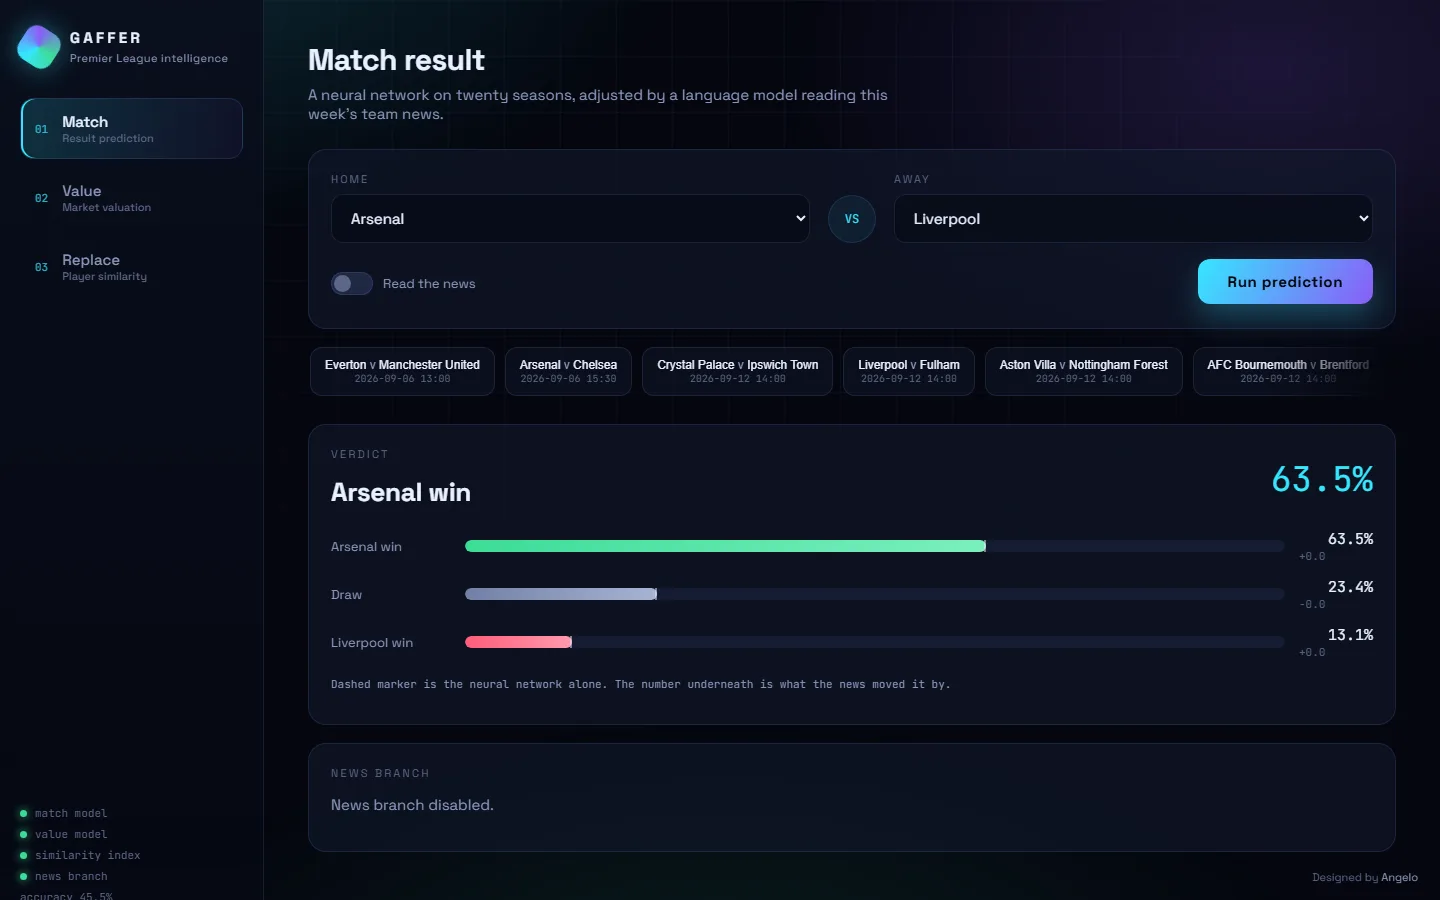 GAFFER
Premier League intelligence
01
Match
Result prediction
02
Value
Market valuation
03
Replace
Player similarity
match model
value model
similarity index
news branch
accuracy 45.5%
Match result
A neural network on twenty seasons, adjusted by a language model reading this
week's team news.
HOME
Arsenal
VS
AWAY
Liverpool
Read the news
Run prediction
Everton v Manchester United
2026-09-06 13:00
Arsenal v Chelsea
2026-09-06 15:30
Crystal Palace v Ipswich Town
2026-09-12 14:00
Liverpool v Fulham
2026-09-12 14:00
Aston Villa v Nottingham Forest
2026-09-12 14:00
AFC Bournemouth v Brentford
2026-09-12 14:00
VERDICT
Arsenal win
63.5%
Arsenal win
63.5%
+0.0
Draw
23.4%
-0.0
Liverpool win
13.1%
+0.0
Dashed marker is the neural network alone. The number underneath is what the news moved it by.
NEWS BRANCH
News branch disabled.
Designed by Angelo